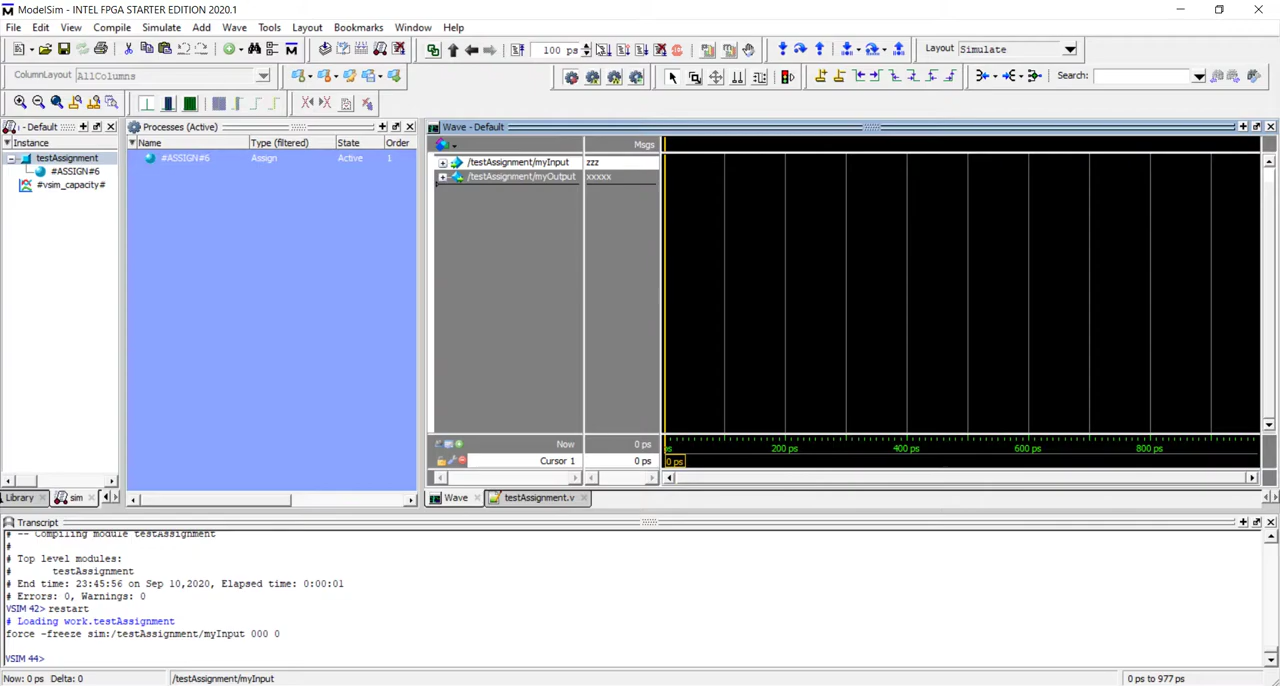 ModelSim - INTEL FPGA STARTER EDITION 2020.1
File Edit View Compile Simulate Add Wave Tools Layout Bookmarks Window Help
100 ps
Layout Simulate
ColumnLayout AllColumns
Search:
- Default
Processes (Active)
Wave - Default
Instance
Name Type (filtered) State Order
Msgs
testAssignment
#ASSIGN#6 Assign Active 1
/testAssignment/myInput zzz
#ASSIGN#6
/testAssignment/myOutput xxxxx
#vsim_capacity#
Now 0 ps
ps 200 ps 400 ps 600 ps 800 ps
Cursor 1 0 ps
0 ps
Library sim
Wave testAssignment.v
Transcript
# -- Compiling module testAssignment
#
# Top level modules:
# testAssignment
# End time: 23:45:56 on Sep 10,2020, Elapsed time: 0:00:01
# Errors: 0, Warnings: 0
VSIM 42> restart
# Loading work.testAssignment
force -freeze sim:/testAssignment/myInput 000 0
VSIM 44>
Now: 0 ps Delta: 0
/testAssignment/myInput
0 ps to 977 ps